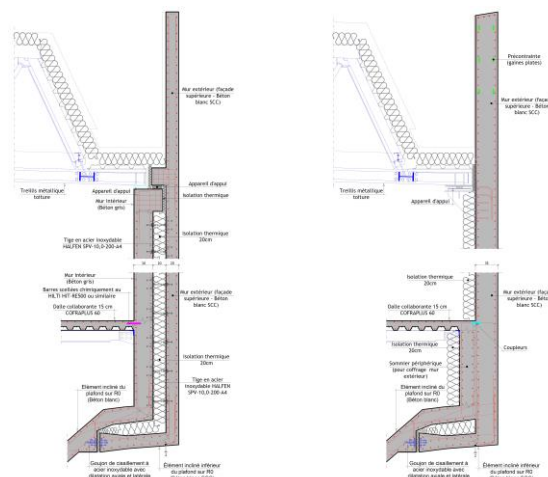 Mur extérieur (façade
supérieure - Béton
blanc SCC)
Treillis métallique
toiture
Appareil d'appui
Mur intérieur
(Béton gris)
Appareil d'appui
Isolation thermique
Tige en acier inoxydable
HALFEN SPV-10,0-200-A4
Isolation thermique
20cm
Mur intérieur
(Béton gris)
Barres scellées chimiquement au
HILTI HIT-RE500 ou similaire
Dalle collaborante 15 cm
COFRAPLUS 60
Mur extérieur (façade
supérieure - Béton
blanc SCC)
Isolation thermique
20cm
Tige en acier
inoxydable HALFEN
SPV-10,0-200-A4
Elément incliné du
plafond sur R0
(Béton blanc)
Goujon de cisaillement à
acier inoxydable avec
Élément incliné inférieur
du plafond sur R0
Précontrainte
(gaines plates)
Mur extérieur (façade
supérieure - Béton
blanc SCC)
Treillis métallique
toiture
Appareil d'appui
Isolation thermique
20cm
Mur extérieur (façade
supérieure - Béton
blanc SCC)
Dalle collaborante 15 cm
COFRAPLUS 60
Isolation thermique
20cm
Sommier périphérique
(pour coffrage mur
extérieur)
Coupleurs
Elément incliné du
plafond sur R0
(Béton blanc)
Goujon de cisaillement à
acier inoxydable avec
Élément incliné inférieur
du plafond sur R0